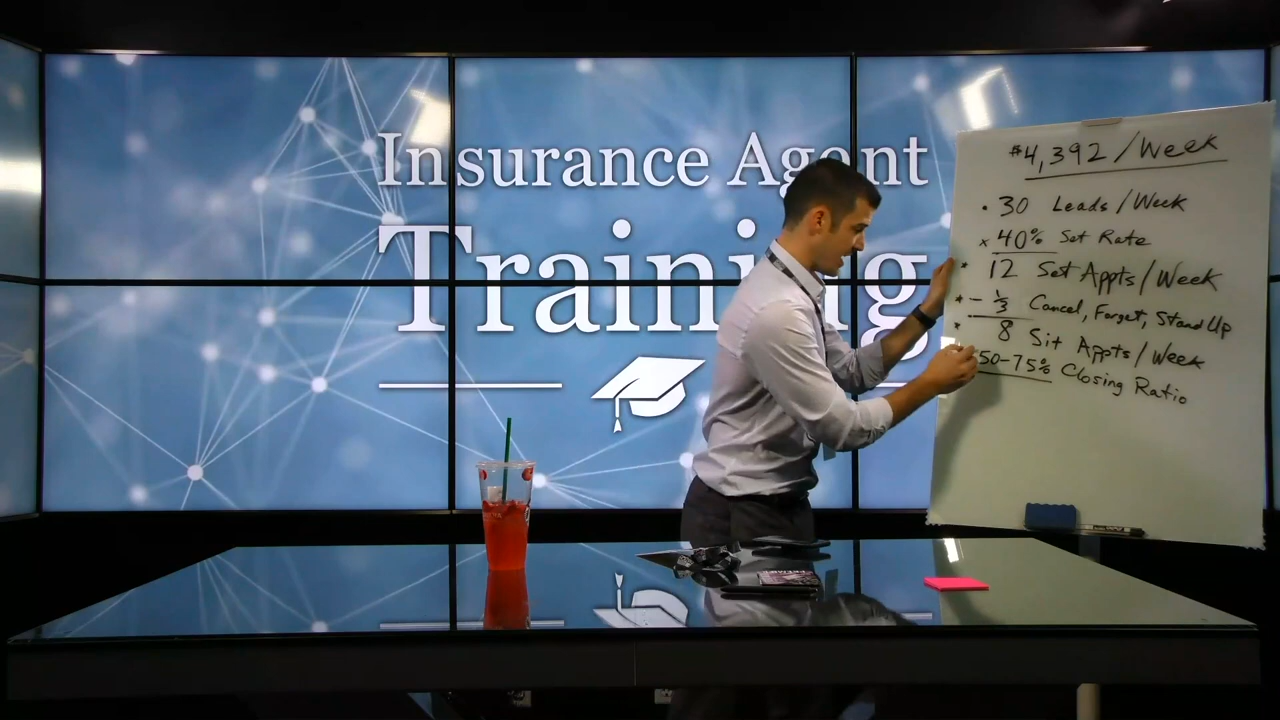 Insurance Agent
Training
$4,392/Week
• 30 Leads/Week
x 40% Set Rate
* 12 Set Appts/Week
* - 1/3 Cancel, Forget, Stand Up
* 8 Sit Appts/Week
50-75% Closing Ratio